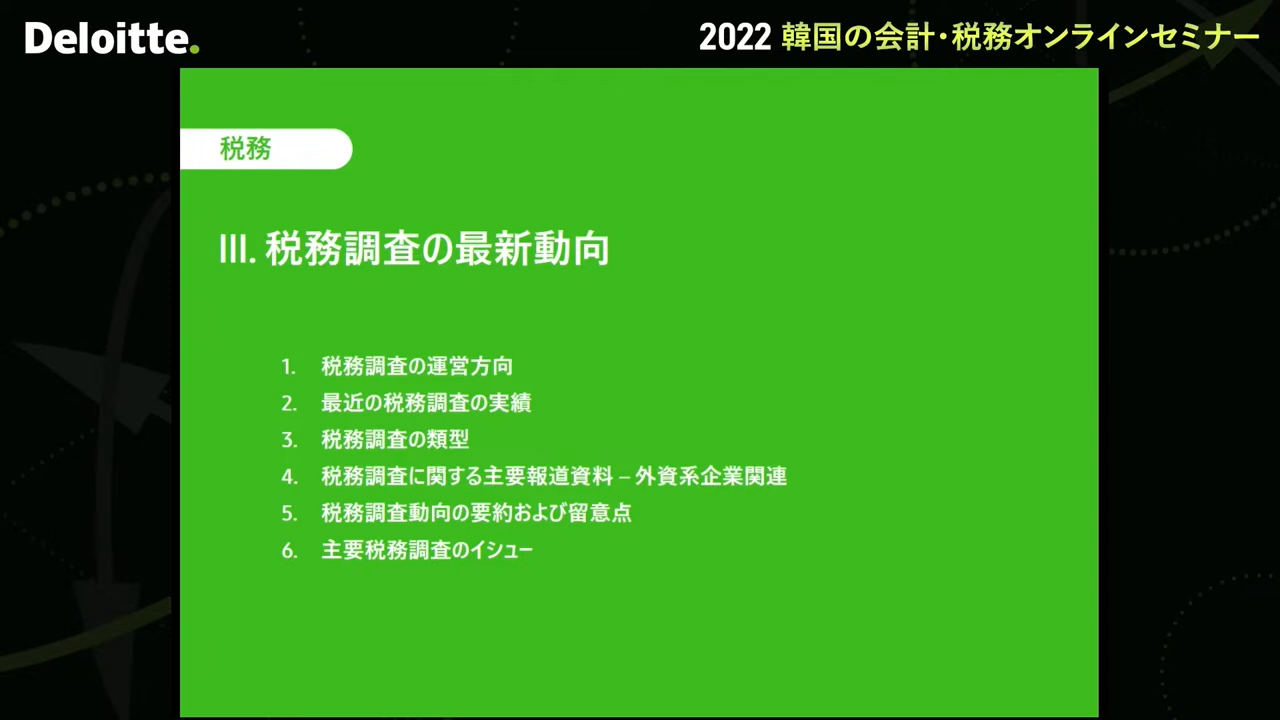 Deloitte.
2022 韓国の会計・税務オンラインセミナー
税務
III. 税務調査の最新動向
1. 税務調査の運営方向
2. 最近の税務調査の実績
3. 税務調査の類型
4. 税務調査に関する主要報道資料 – 外資系企業関連
5. 税務調査動向の要約および留意点
6. 主要税務調査のイシュー